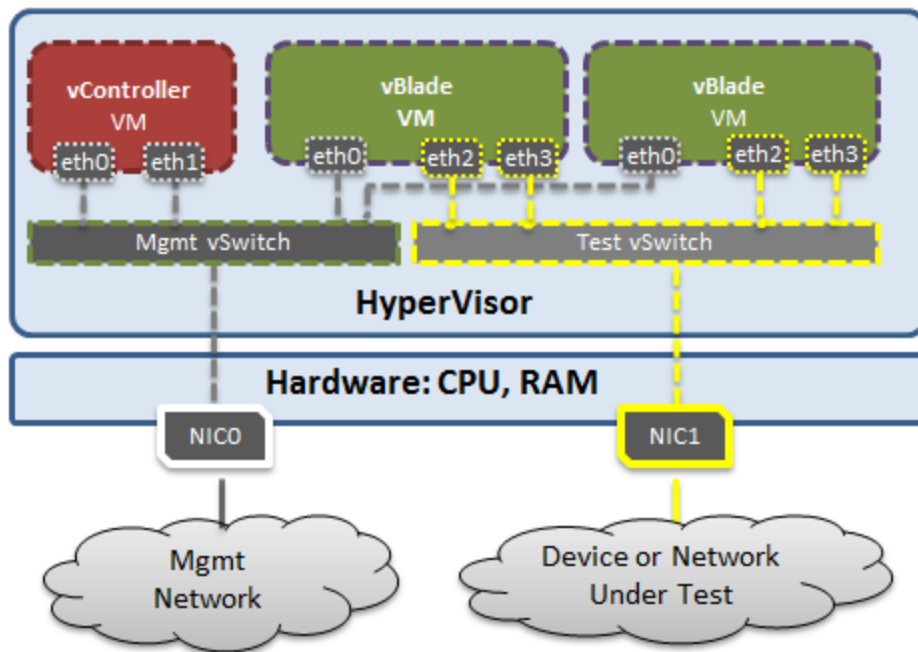 vController
VM
eth0
eth1
vBlade
VM
eth0
eth2
eth3
vBlade
VM
eth0
eth2
eth3
Mgmt vSwitch
Test vSwitch
HyperVisor
Hardware: CPU, RAM
NIC0
NIC1
Mgmt
Network
Device or Network
Under Test